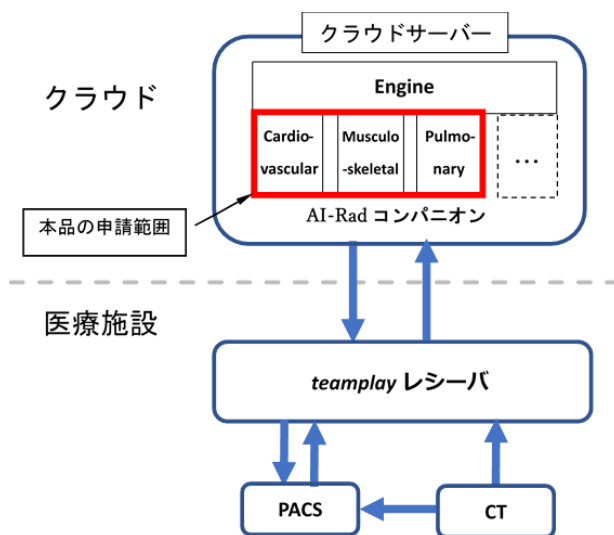 クラウドサーバー
クラウド
Engine
Cardio-
vascular
Musculo
-skeletal
Pulmo-
nary
...
本品の申請範囲
AI-Rad コンパニオン
医療施設
teamplay レシーバ
PACS
CT